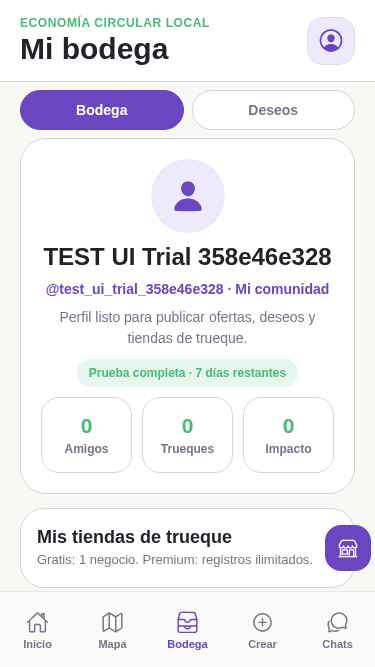 ECONOMÍA CIRCULAR LOCAL
Mi bodega
Bodega
Deseos
TEST UI Trial 358e46e328
@test_ui_trial_358e46e328 · Mi comunidad
Perfil listo para publicar ofertas, deseos y
tiendas de trueque.
Prueba completa · 7 días restantes
0
Amigos
0
Trueques
0
Impacto
Mis tiendas de trueque
Gratis: 1 negocio. Premium: registros ilimitados.
Inicio
Mapa
Bodega
Crear
Chats